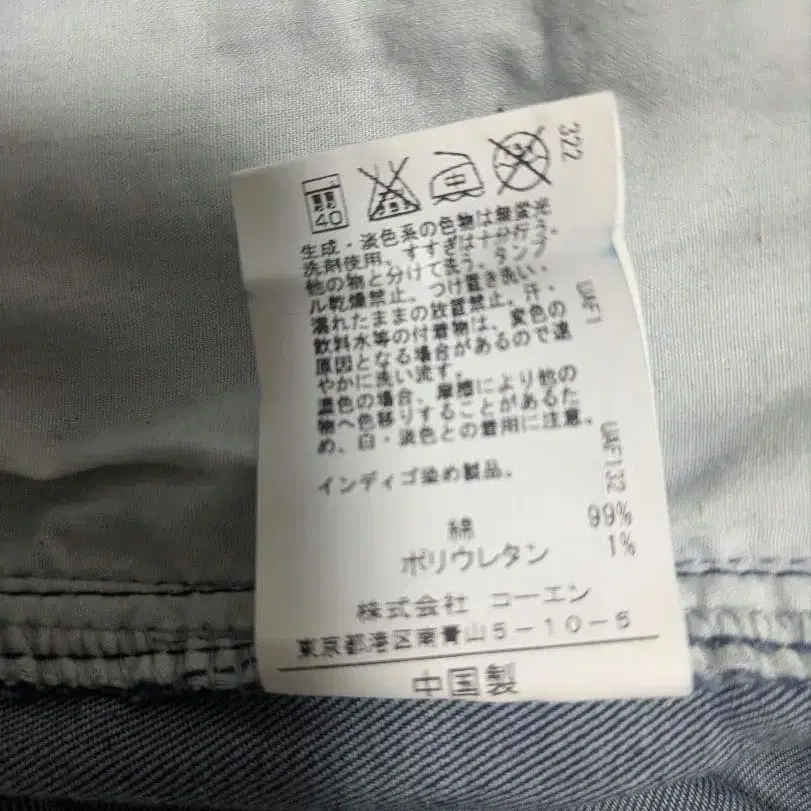 322
40
中
生成・淡色系の色物は無蛍光
洗剤使用。すすぎは十分行う。
他の物と分けて洗う。タンブ
ル乾燥禁止。つけ置き洗い・
濡れたままの放置禁止。汗・
飲料水等の付着物は、変色の
原因となる場合があるので速
やかに洗い流す。
濃色の場合、摩擦により他の
物へ色移りすることがあるた
め、白・淡色との着用に注意。
インディゴ染め製品。
UAF1
UAF132
綿 99%
ポリウレタン 1%
株式会社 コーエン
東京都港区南青山5-10-5
中国製